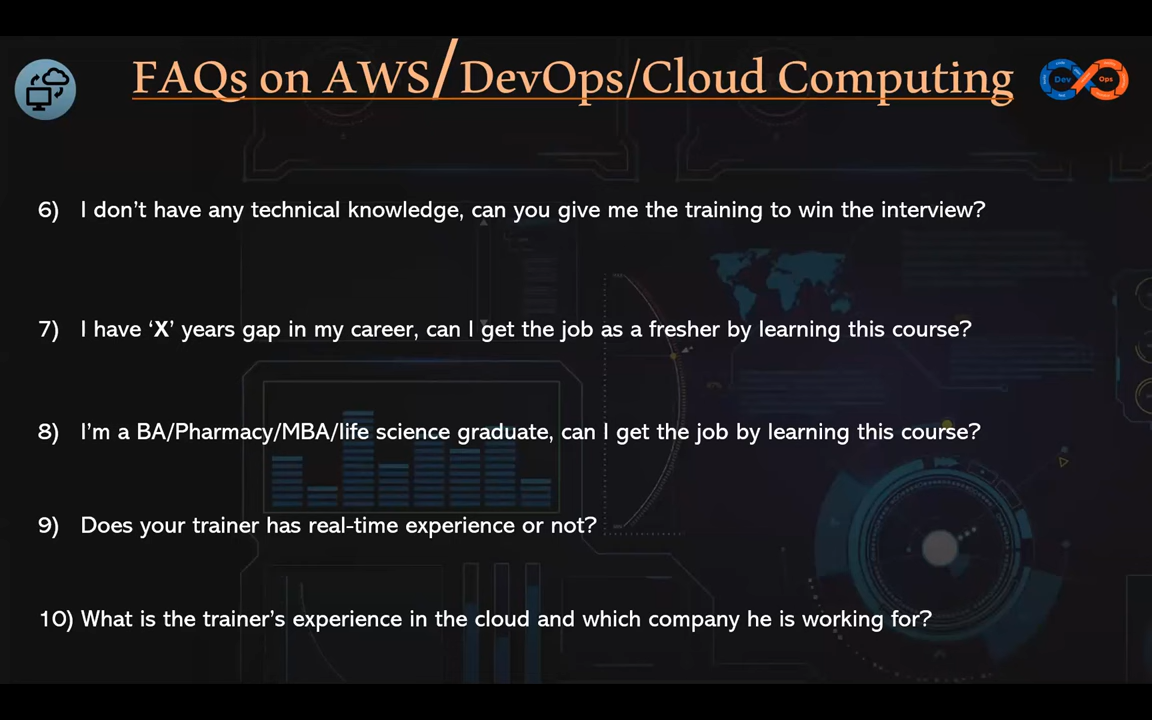 FAQs on AWS/DevOps/Cloud Computing
Dev
Ops
6) I don’t have any technical knowledge, can you give me the training to win the interview?
7) I have ‘X’ years gap in my career, can I get the job as a fresher by learning this course?
8) I’m a BA/Pharmacy/MBA/life science graduate, can I get the job by learning this course?
9) Does your trainer has real-time experience or not?
10) What is the trainer’s experience in the cloud and which company he is working for?